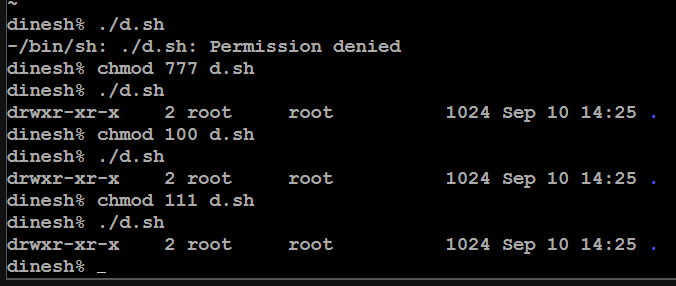 ~
dinesh% ./d.sh
-/bin/sh: ./d.sh: Permission denied
dinesh% chmod 777 d.sh
dinesh% ./d.sh
drwxr-xr-x    2 root     root          1024 Sep 10 14:25 .
dinesh% chmod 100 d.sh
dinesh% ./d.sh
drwxr-xr-x    2 root     root          1024 Sep 10 14:25 .
dinesh% chmod 111 d.sh
dinesh% ./d.sh
drwxr-xr-x    2 root     root          1024 Sep 10 14:25 .
dinesh% _